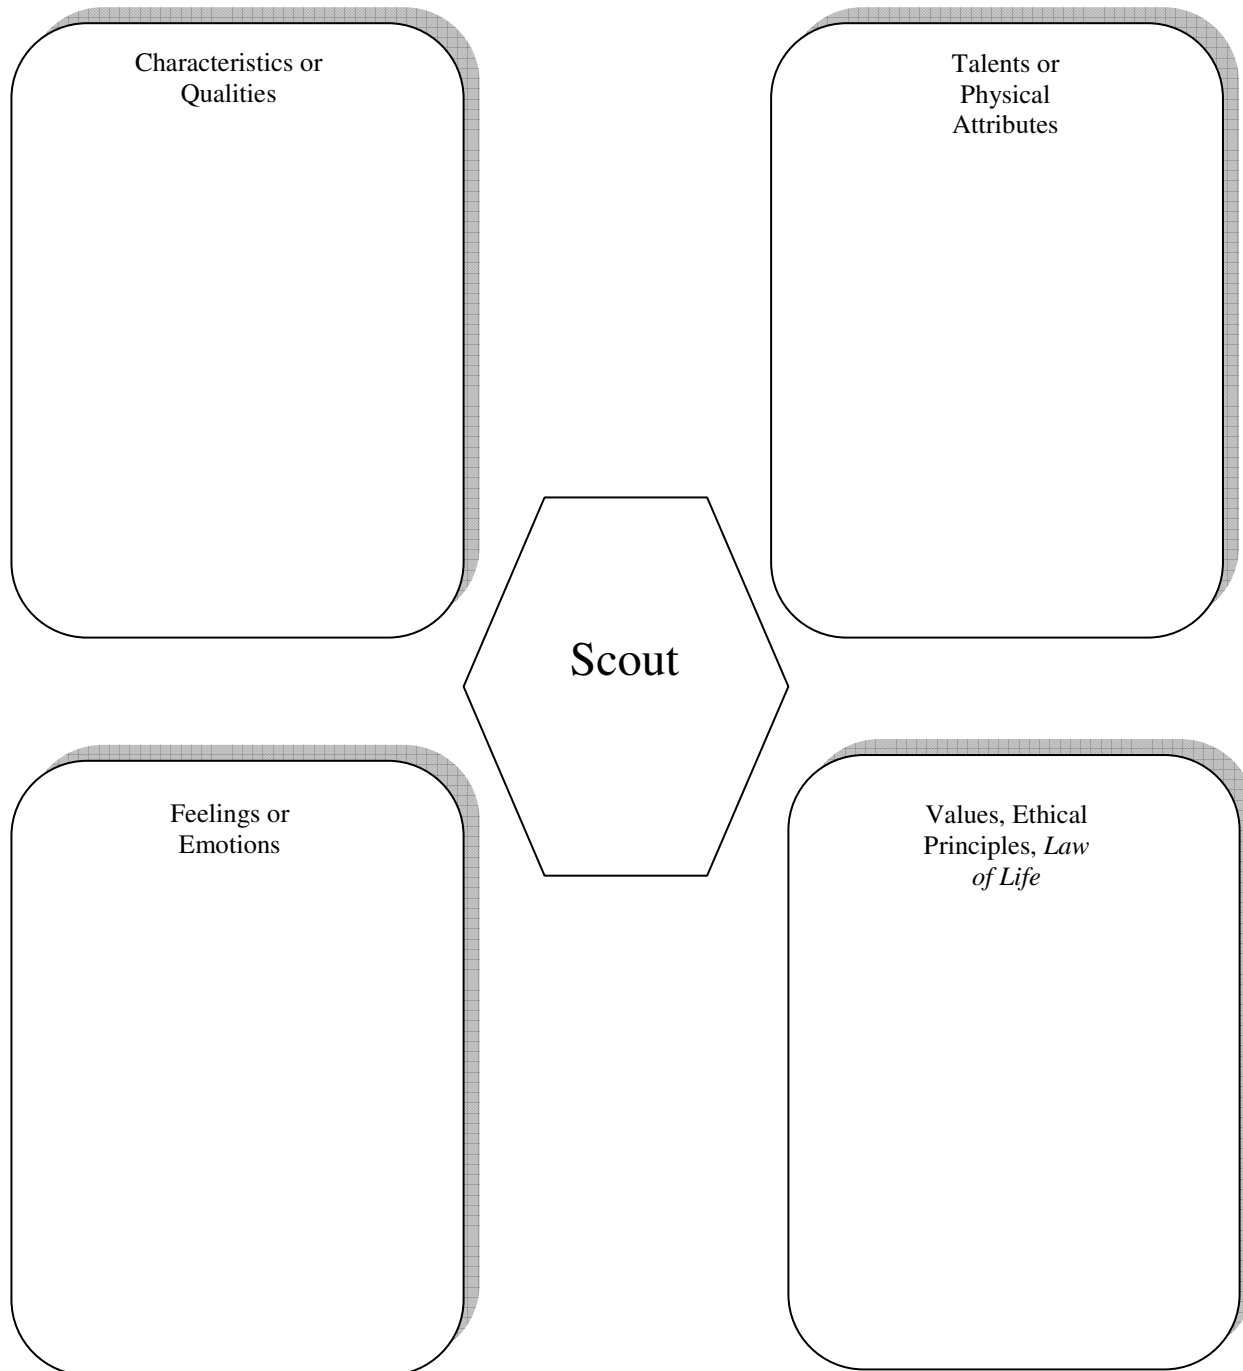 Characteristics or
Qualities
Talents or
Physical
Attributes
Scout
Feelings or
Emotions
Values, Ethical
Principles, Law
of Life